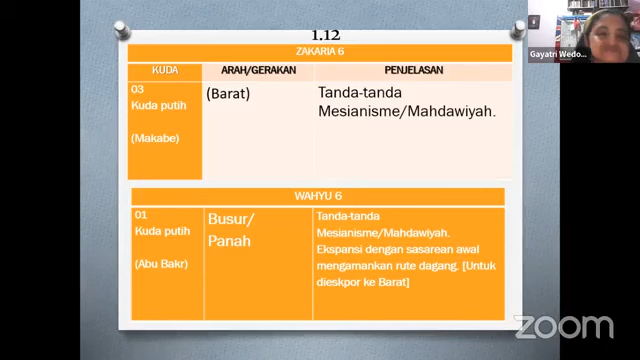 1.12
ZAKARIA 6
KUDA ARAH/GERAKAN PENJELASAN
03
Kuda putih
(Makabe)
(Barat)
Tanda-tanda
Mesianisme/Mahdawiyah.
WAHYU 6
01
Kuda putih
(Abu Bakr)
Busur/
Panah
Tanda-tanda
Mesianisme/Mahdawiyah.
Ekspansi dengan sasarean awal
mengamankan rute dagang. [Untuk
dieskpor ke Barat]
Gayatri Wedo...
zoom